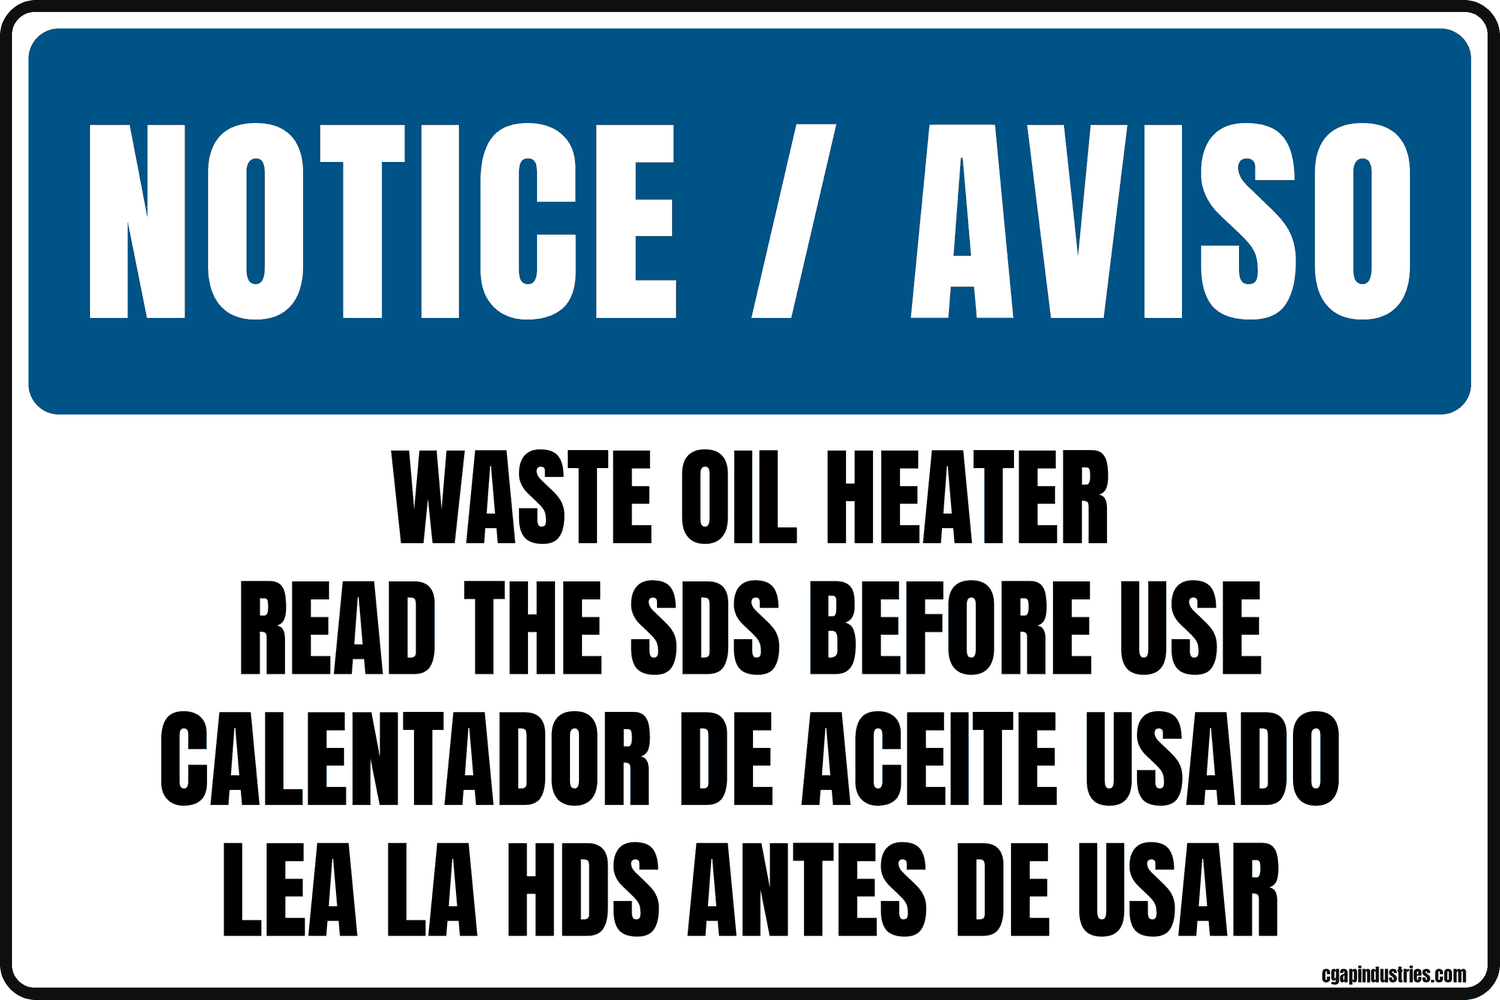 NOTICE / AVISO
WASTE OIL HEATER
READ THE SDS BEFORE USE
CALENTADOR DE ACEITE USADO
LEA LA HDS ANTES DE USAR
cgapindustries.com